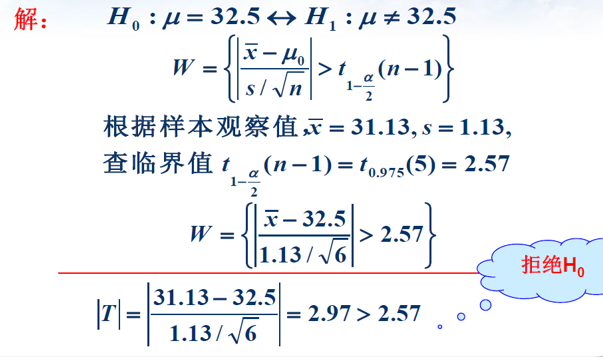 解：
H₀ : μ = 32.5 ↔ H₁ : μ ≠ 32.5
W = { | (x̄ − μ₀) / (s / √n) | > t_{1−α/2}(n − 1) }
根据样本观察值,x̄ = 31.13, s = 1.13,
查临界值 t_{1−α/2}(n − 1) = t_{0.975}(5) = 2.57
W = { | (x̄ − 32.5) / (1.13 / √6) | > 2.57 }
拒绝H₀
|T| = | (31.13 − 32.5) / (1.13 / √6) | = 2.97 > 2.57